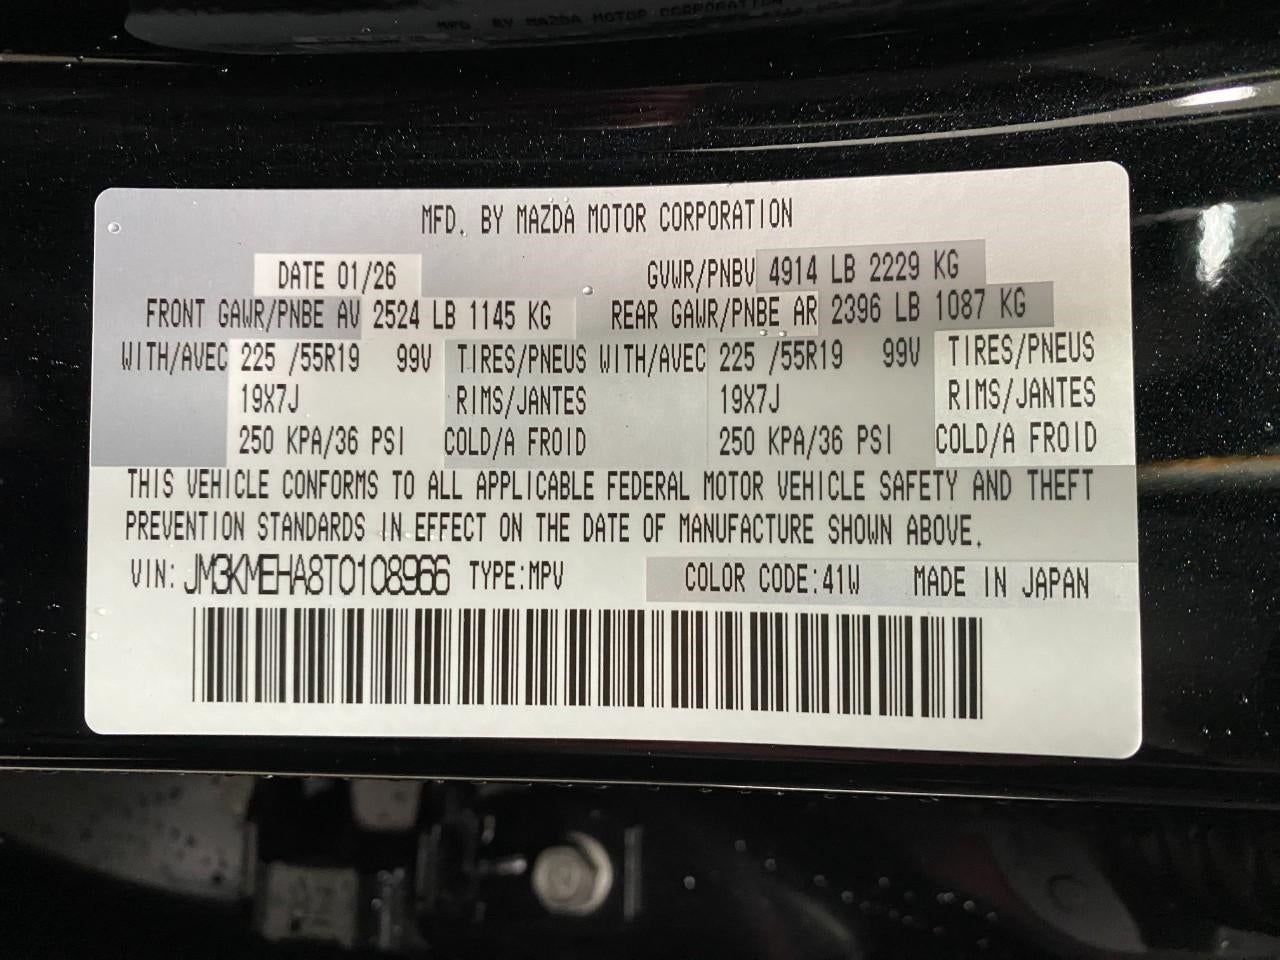 MFD. BY MAZDA MOTOR CORPORATION
MFD. BY MAZDA MOTOR CORPORATION
DATE 01/26 GVWR/PNBV 4914 LB 2229 KG
FRONT GAWR/PNBE AV 2524 LB 1145 KG REAR GAWR/PNBE AR 2396 LB 1087 KG
WITH/AVEC 225 /55R19 99V TIRES/PNEUS WITH/AVEC 225 /55R19 99V TIRES/PNEUS
19X7J RIMS/JANTES 19X7J RIMS/JANTES
250 KPA/36 PSI COLD/A FROID 250 KPA/36 PSI COLD/A FROID
THIS VEHICLE CONFORMS TO ALL APPLICABLE FEDERAL MOTOR VEHICLE SAFETY AND THEFT
PREVENTION STANDARDS IN EFFECT ON THE DATE OF MANUFACTURE SHOWN ABOVE.
VIN: JM3KMEHA8T0108966 TYPE:MPV COLOR CODE:41W MADE IN JAPAN